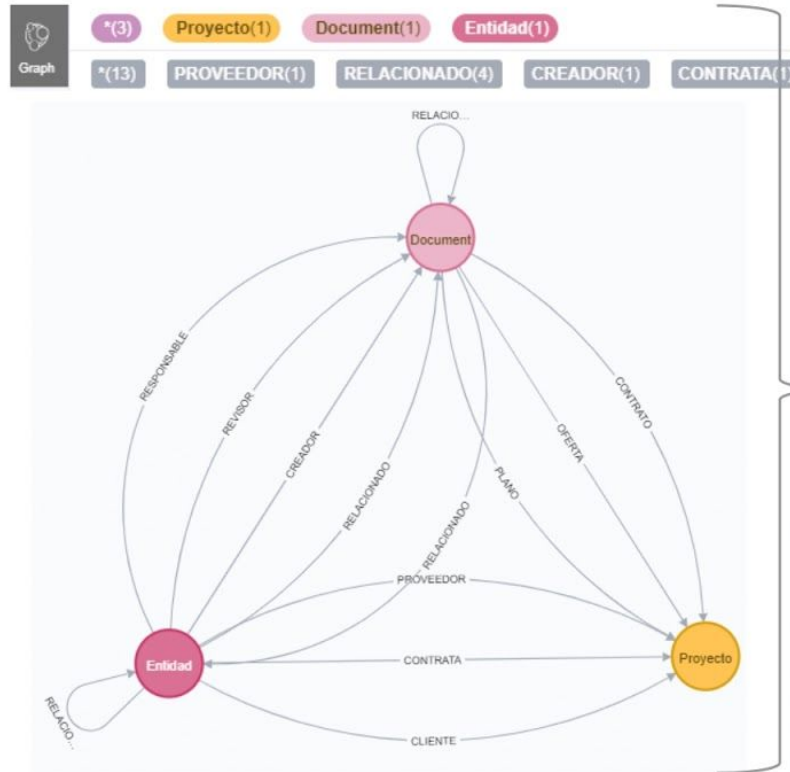 *(3) Proyecto(1) Document(1) Entidad(1)
Graph
*(13) PROVEEDOR(1) RELACIONADO(4) CREADOR(1) CONTRATA(1)
RELACIO...
Document
RESPONSABLE
REVISOR
CREADOR
RELACIONADO
RELACIONADO
PLANO
OFERTA
CONTRATO
PROVEEDOR
Entidad
CONTRATA
Proyecto
RELACIO...
CLIENTE